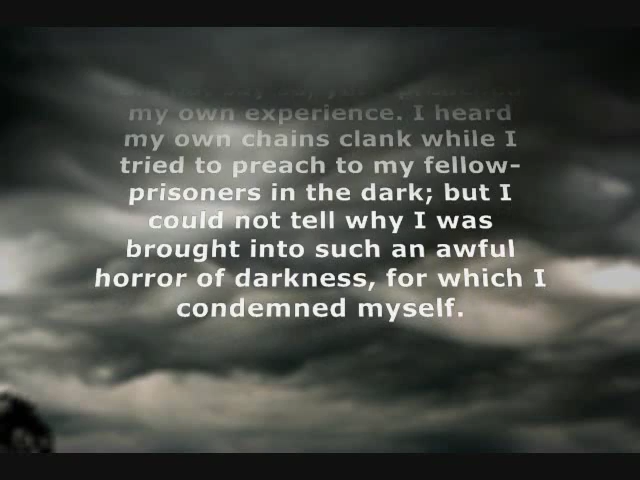 my own experience. I heard
my own chains clank while I
tried to preach to my fellow-
prisoners in the dark; but I
could not tell why I was
brought into such an awful
horror of darkness, for which I
condemned myself.